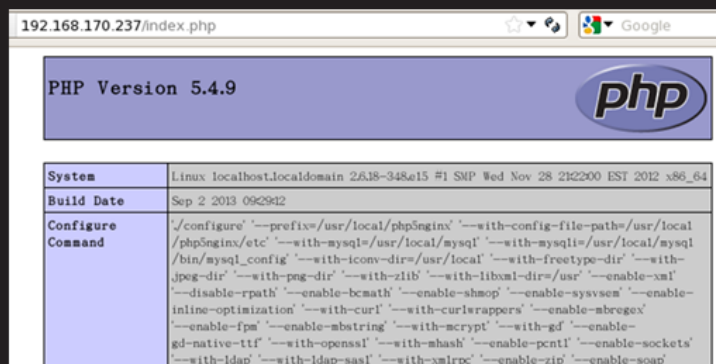 192.168.170.237/index.php
Google
PHP Version 5.4.9
php
System
Linux localhost.localdomain 2.6.18-348.el5 #1 SMP Wed Nov 28 21:22:00 EST 2012 x86_64
Build Date
Sep 2 2013 09:29:12
Configure
Command
'./configure' '--prefix=/usr/local/php5nginx' '--with-config-file-path=/usr/local
/php5nginx/etc' '--with-mysql=/usr/local/mysql' '--with-mysqli=/usr/local/mysql
/bin/mysql_config' '--with-iconv-dir=/usr/local' '--with-freetype-dir' '--with-
jpeg-dir' '--with-png-dir' '--with-zlib' '--with-libxml-dir=/usr' '--enable-xml'
'--disable-rpath' '--enable-bcmath' '--enable-shmop' '--enable-sysvsem' '--enable-
inline-optimization' '--with-curl' '--with-curlwrappers' '--enable-mbregex'
'--enable-fpm' '--enable-mbstring' '--with-mcrypt' '--with-gd' '--enable-
gd-native-ttf' '--with-openssl' '--with-mhash' '--enable-pcntl' '--enable-sockets'
'--with-ldap' '--with-ldap-sasl' '--with-xmlrpc' '--enable-zip' '--enable-soap'